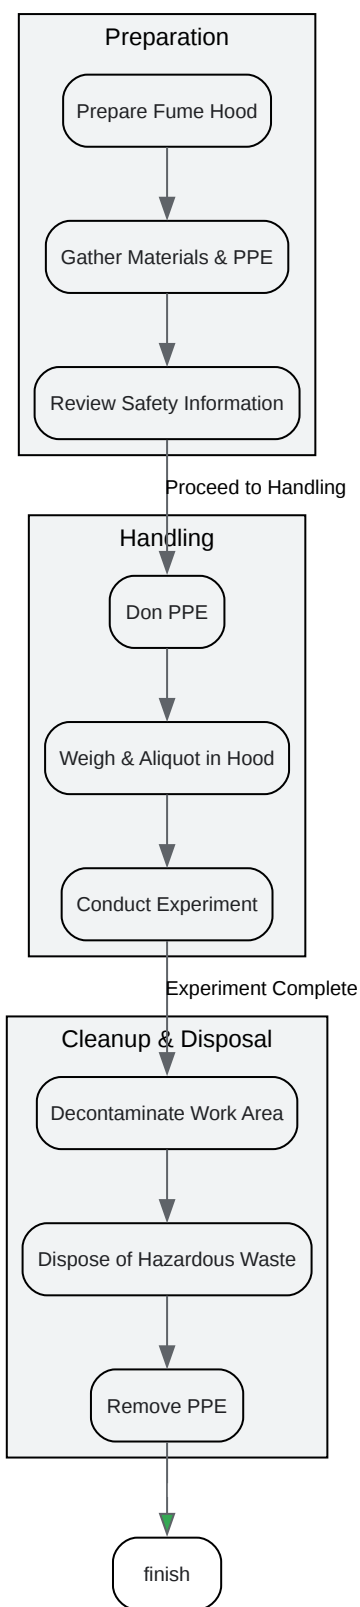 Preparation
Prepare Fume Hood
Gather Materials & PPE
Review Safety Information
Proceed to Handling
Handling
Don PPE
Weigh & Aliquot in Hood
Conduct Experiment
Experiment Complete
Cleanup & Disposal
Decontaminate Work Area
Dispose of Hazardous Waste
Remove PPE
finish